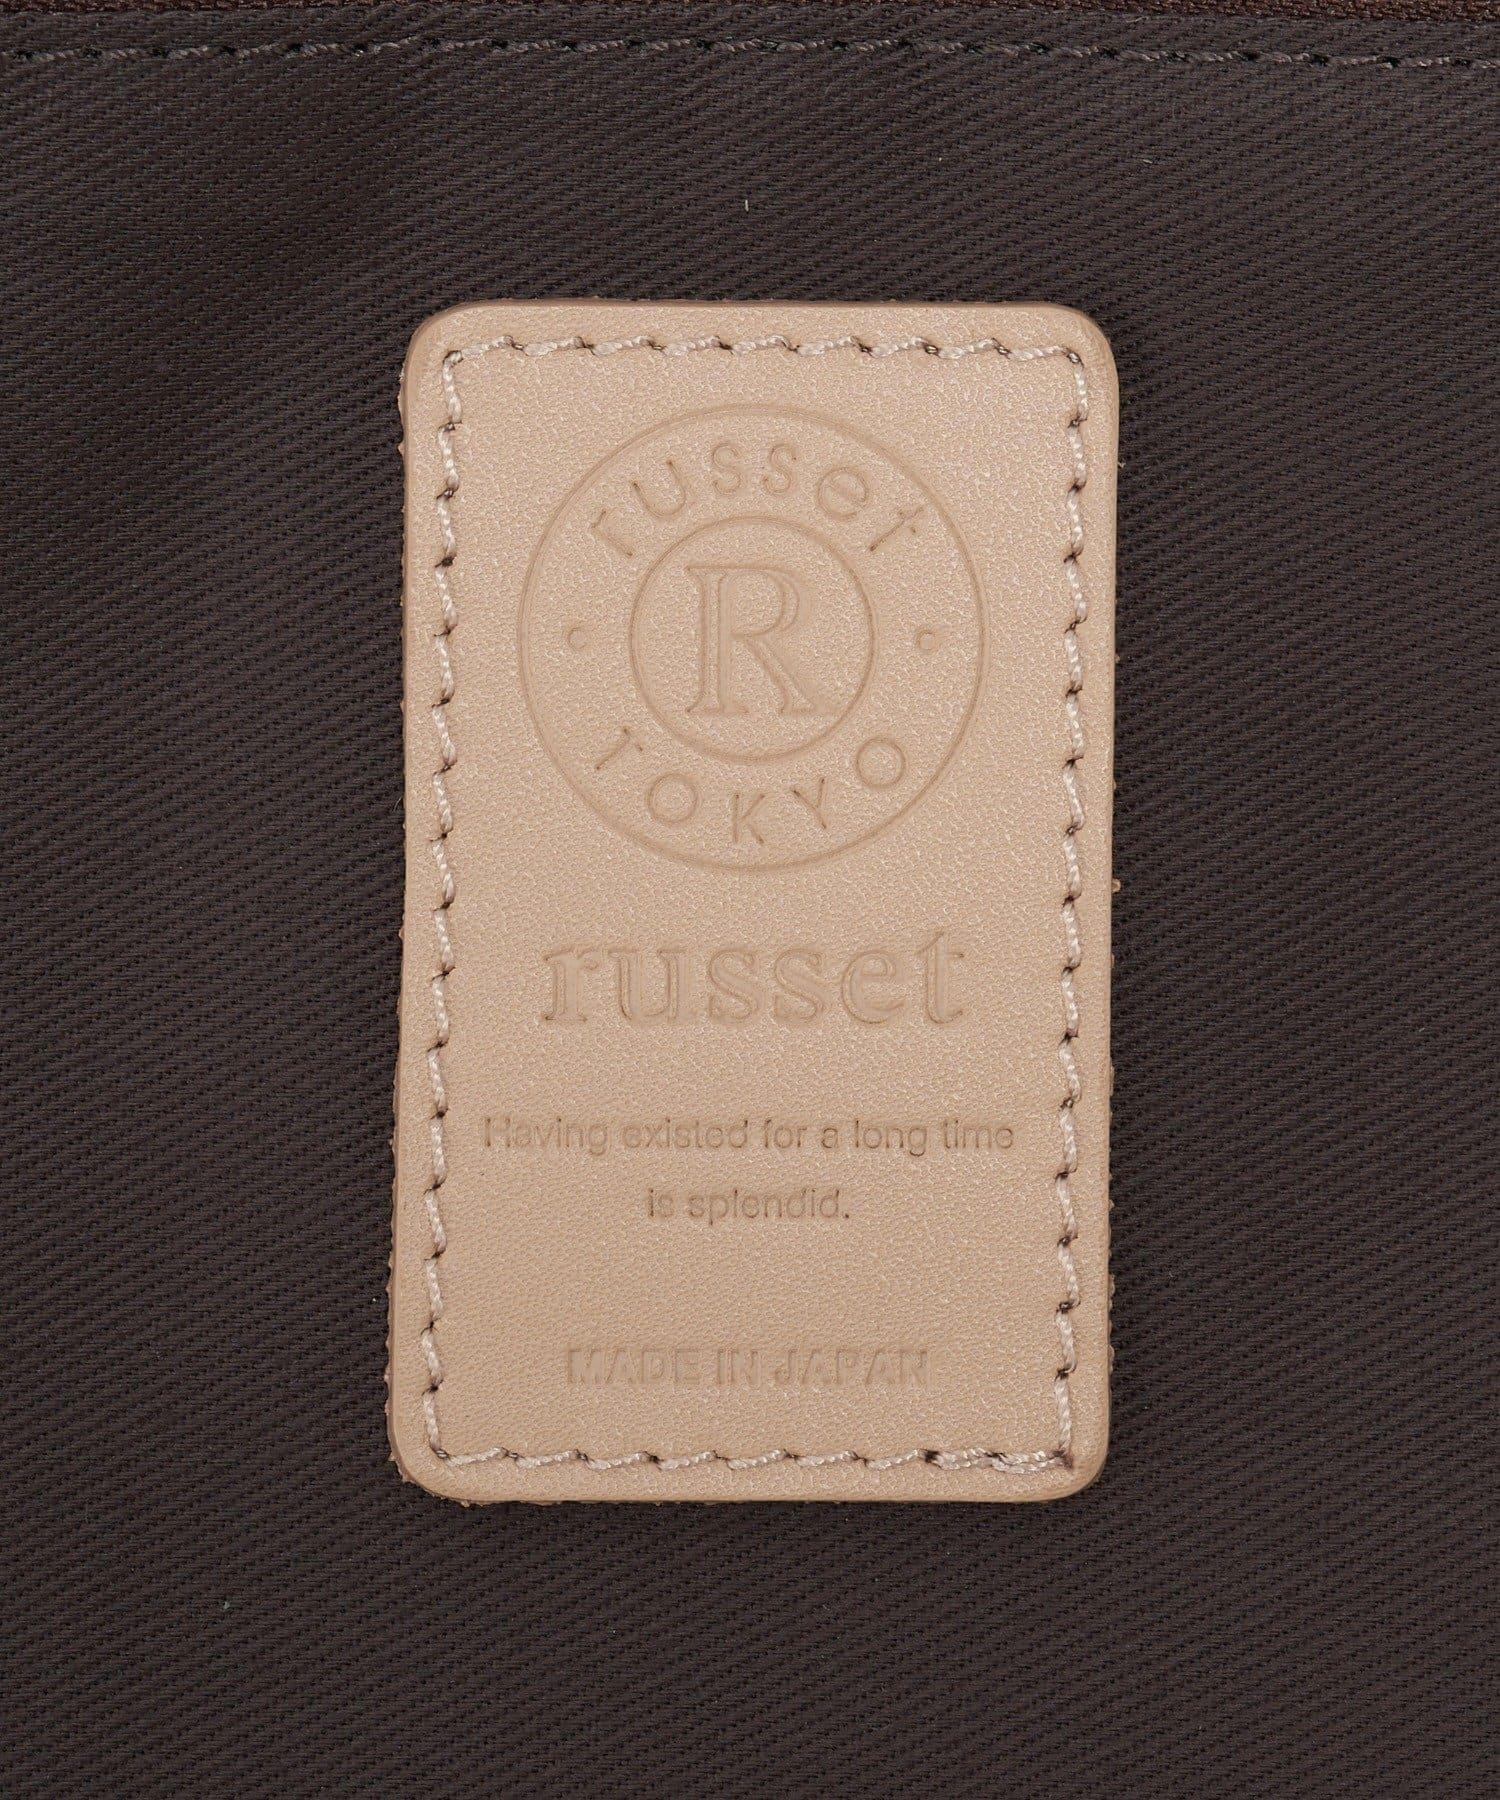 russet
R
TOKYO
russet
Having existed for a long time
is splendid.
MADE IN JAPAN